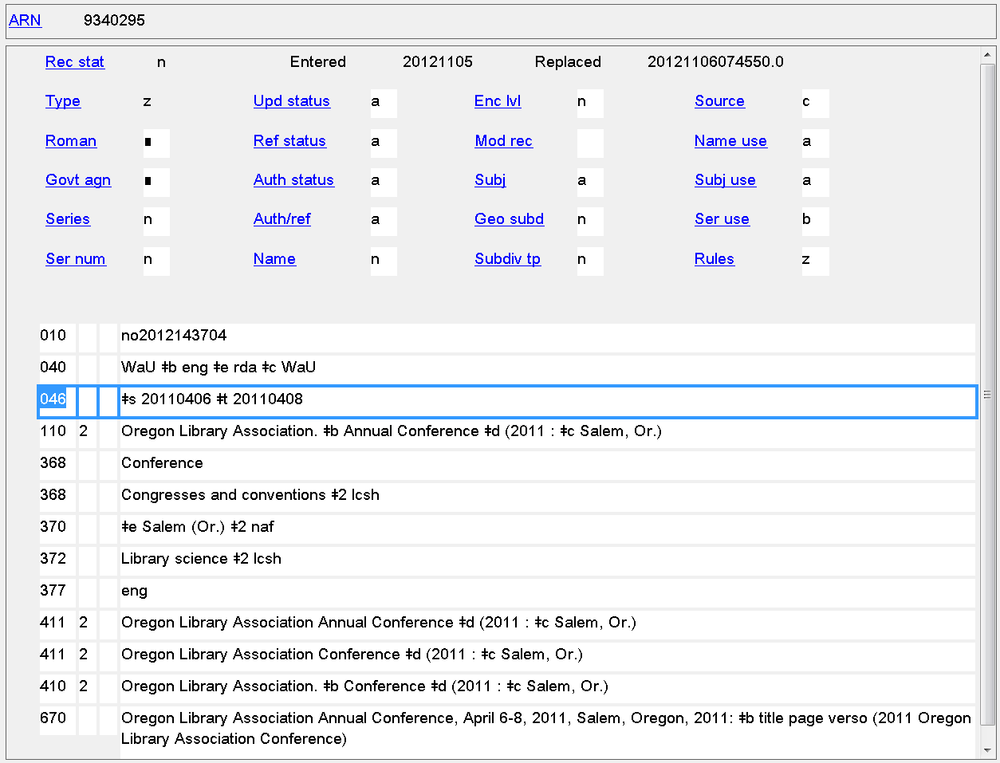 ARN 9340295
Rec stat n Entered 20121105 Replaced 20121106074550.0
Type z Upd status a Enc lvl n Source c
Roman ▪ Ref status a Mod rec Name use a
Govt agn ▪ Auth status a Subj a Subj use a
Series n Auth/ref a Geo subd n Ser use b
Ser num n Name n Subdiv tp n Rules z
010 no2012143704
040 WaU ǂb eng ǂe rda ǂc WaU
046 ǂs 20110406 ǂt 20110408
110 2 Oregon Library Association. ǂb Annual Conference ǂd (2011 : ǂc Salem, Or.)
368 Conference
368 Congresses and conventions ǂ2 lcsh
370 ǂe Salem (Or.) ǂ2 naf
372 Library science ǂ2 lcsh
377 eng
411 2 Oregon Library Association Annual Conference ǂd (2011 : ǂc Salem, Or.)
411 2 Oregon Library Association Conference ǂd (2011 : ǂc Salem, Or.)
410 2 Oregon Library Association. ǂb Conference ǂd (2011 : ǂc Salem, Or.)
670 Oregon Library Association Annual Conference, April 6-8, 2011, Salem, Oregon, 2011: ǂb title page verso (2011 Oregon
Library Association Conference)